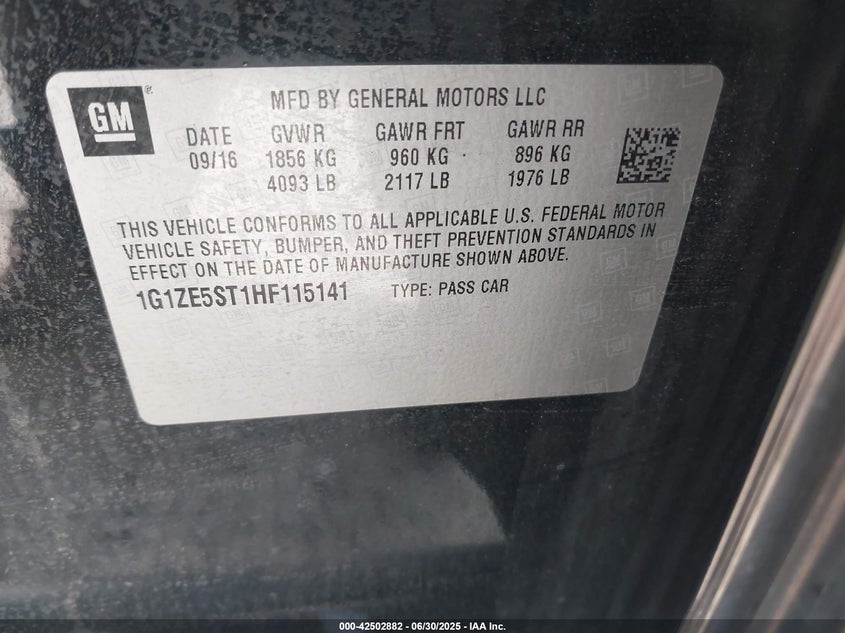 GM ®
MFD BY GENERAL MOTORS LLC
DATE GVWR GAWR FRT GAWR RR
09/16 1856 KG 960 KG 896 KG
4093 LB 2117 LB 1976 LB
THIS VEHICLE CONFORMS TO ALL APPLICABLE U.S. FEDERAL MOTOR
VEHICLE SAFETY, BUMPER, AND THEFT PREVENTION STANDARDS IN
EFFECT ON THE DATE OF MANUFACTURE SHOWN ABOVE.
1G1ZE5ST1HF115141 TYPE: PASS CAR
000-42502882 - 06/30/2025 - IAA Inc.